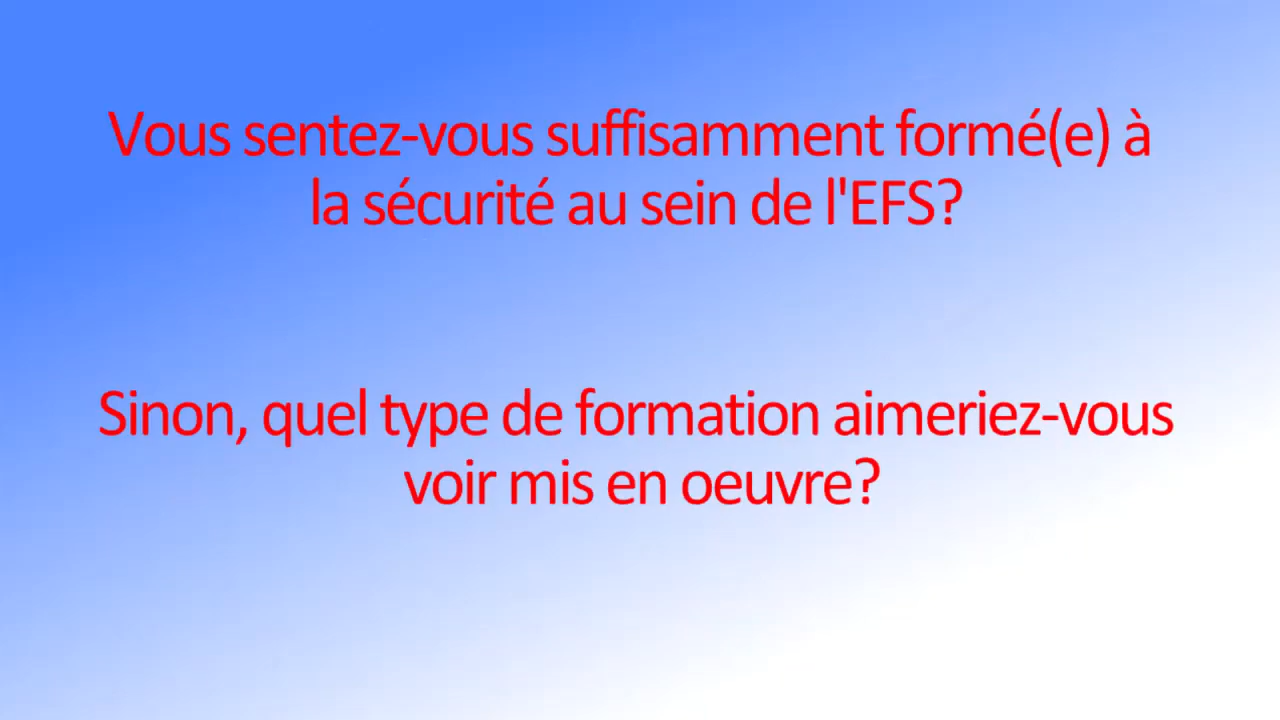 Vous sentez-vous suffisamment formé(e) à
la sécurité au sein de l'EFS?
Sinon, quel type de formation aimeriez-vous
voir mis en oeuvre?